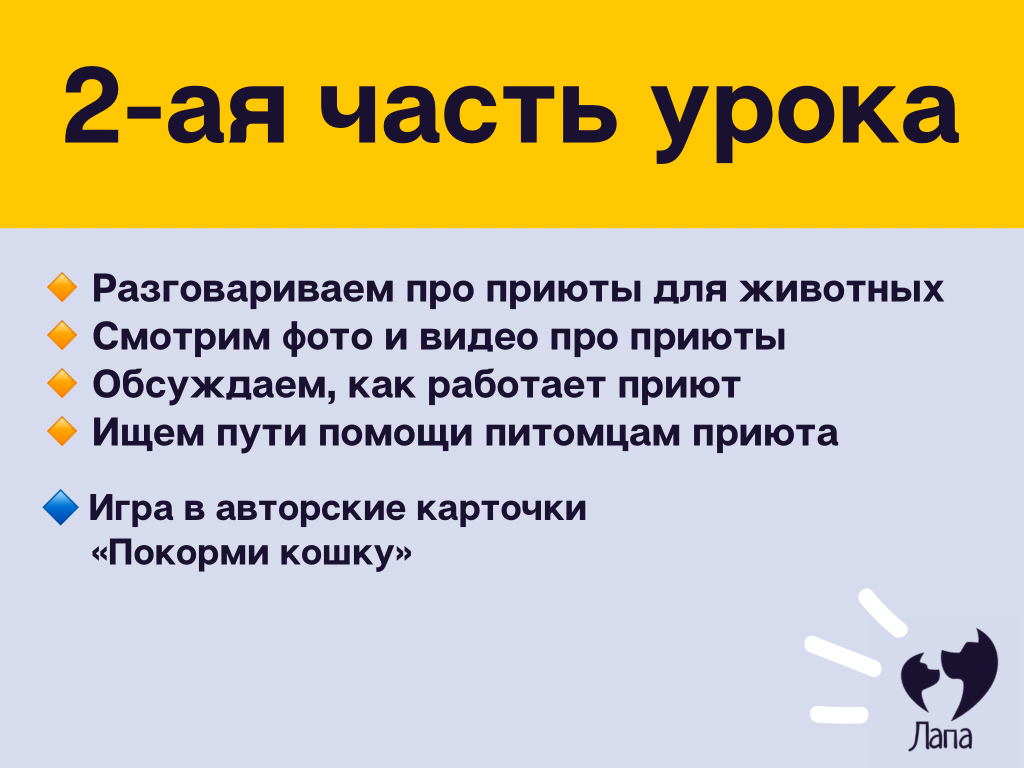 2-ая часть урока
🔸 Разговариваем про приюты для животных
🔸 Смотрим фото и видео про приюты
🔸 Обсуждаем, как работает приют
🔸 Ищем пути помощи питомцам приюта
🔷 Игра в авторские карточки
«Покорми кошку»
Лапа